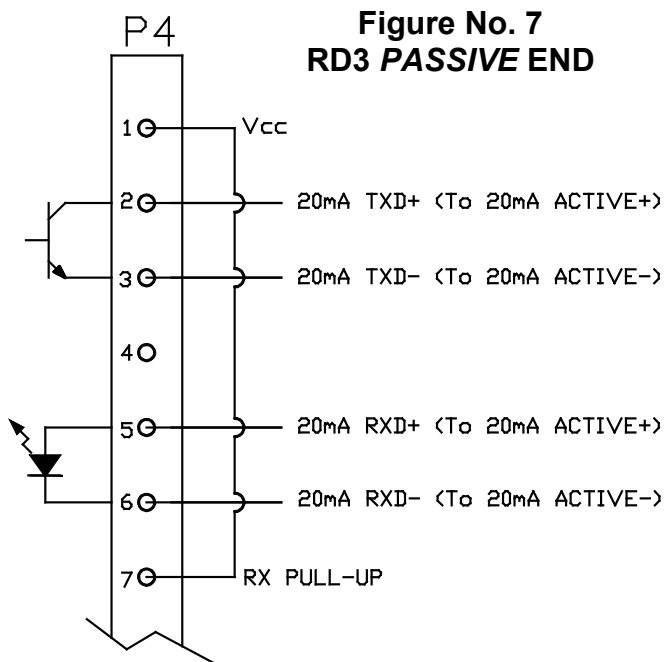 P4
Figure No. 7
RD3 PASSIVE END
1 Vcc
2 20mA TXD+ (To 20mA ACTIVE+)
3 20mA TXD- (To 20mA ACTIVE-)
4
5 20mA RXD+ (To 20mA ACTIVE+)
6 20mA RXD- (To 20mA ACTIVE-)
7 RX PULL-UP